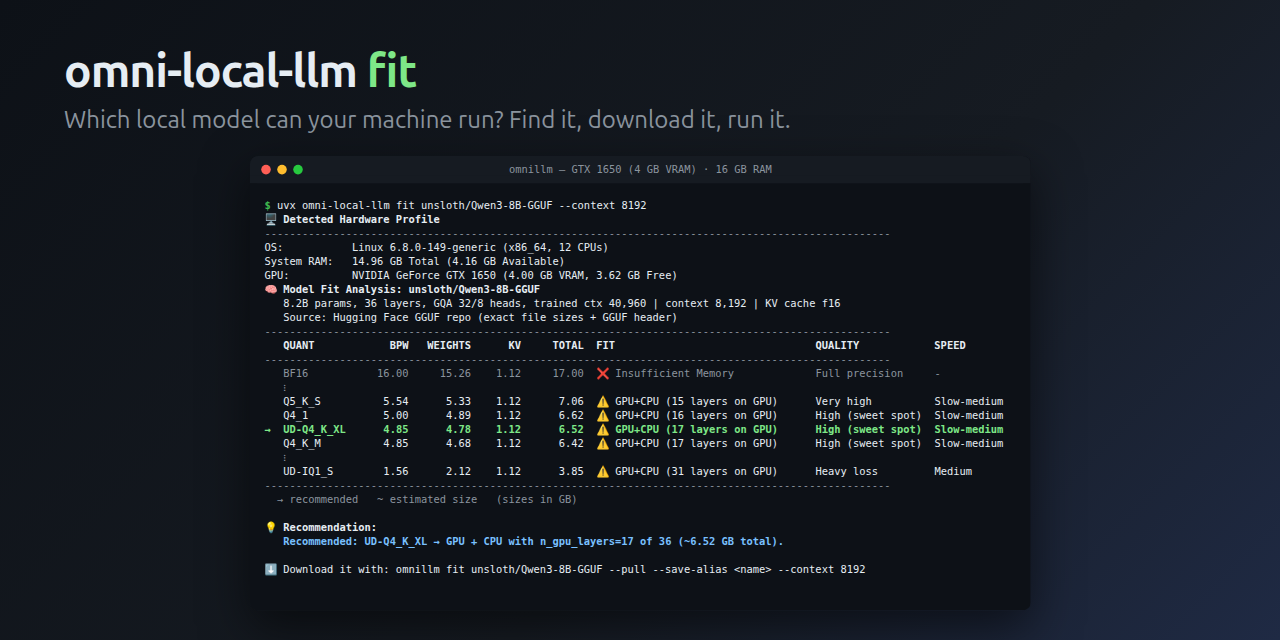 omni-local-llm fit
Which local model can your machine run? Find it, download it, run it.
omnillm — GTX 1650 (4 GB VRAM) · 16 GB RAM
$ uvx omni-local-llm fit unsloth/Qwen3-8B-GGUF --context 8192
🖥️ Detected Hardware Profile
----------------------------------------------------------------------------------------------------
OS:           Linux 6.8.0-149-generic (x86_64, 12 CPUs)
System RAM:   14.96 GB Total (4.16 GB Available)
GPU:          NVIDIA GeForce GTX 1650 (4.00 GB VRAM, 3.62 GB Free)
🧠 Model Fit Analysis: unsloth/Qwen3-8B-GGUF
8.2B params, 36 layers, GQA 32/8 heads, trained ctx 40,960 | context 8,192 | KV cache f16
Source: Hugging Face GGUF repo (exact file sizes + GGUF header)
----------------------------------------------------------------------------------------------------
QUANT BPW WEIGHTS KV TOTAL FIT QUALITY SPEED
----------------------------------------------------------------------------------------------------
BF16 16.00 15.26 1.12 17.00 ❌ Insufficient Memory Full precision -
⋮
Q5_K_S 5.54 5.33 1.12 7.06 ⚠️ GPU+CPU (15 layers on GPU) Very high Slow-medium
Q4_1 5.00 4.89 1.12 6.62 ⚠️ GPU+CPU (16 layers on GPU) High (sweet spot) Slow-medium
→ UD-Q4_K_XL 4.85 4.78 1.12 6.52 ⚠️ GPU+CPU (17 layers on GPU) High (sweet spot) Slow-medium
Q4_K_M 4.85 4.68 1.12 6.42 ⚠️ GPU+CPU (17 layers on GPU) High (sweet spot) Slow-medium
⋮
UD-IQ1_S 1.56 2.12 1.12 3.85 ⚠️ GPU+CPU (31 layers on GPU) Heavy loss Medium
----------------------------------------------------------------------------------------------------
→ recommended ~ estimated size (sizes in GB)
💡 Recommendation:
Recommended: UD-Q4_K_XL → GPU + CPU with n_gpu_layers=17 of 36 (~6.52 GB total).
⬇️ Download it with: omnillm fit unsloth/Qwen3-8B-GGUF --pull --save-alias <name> --context 8192